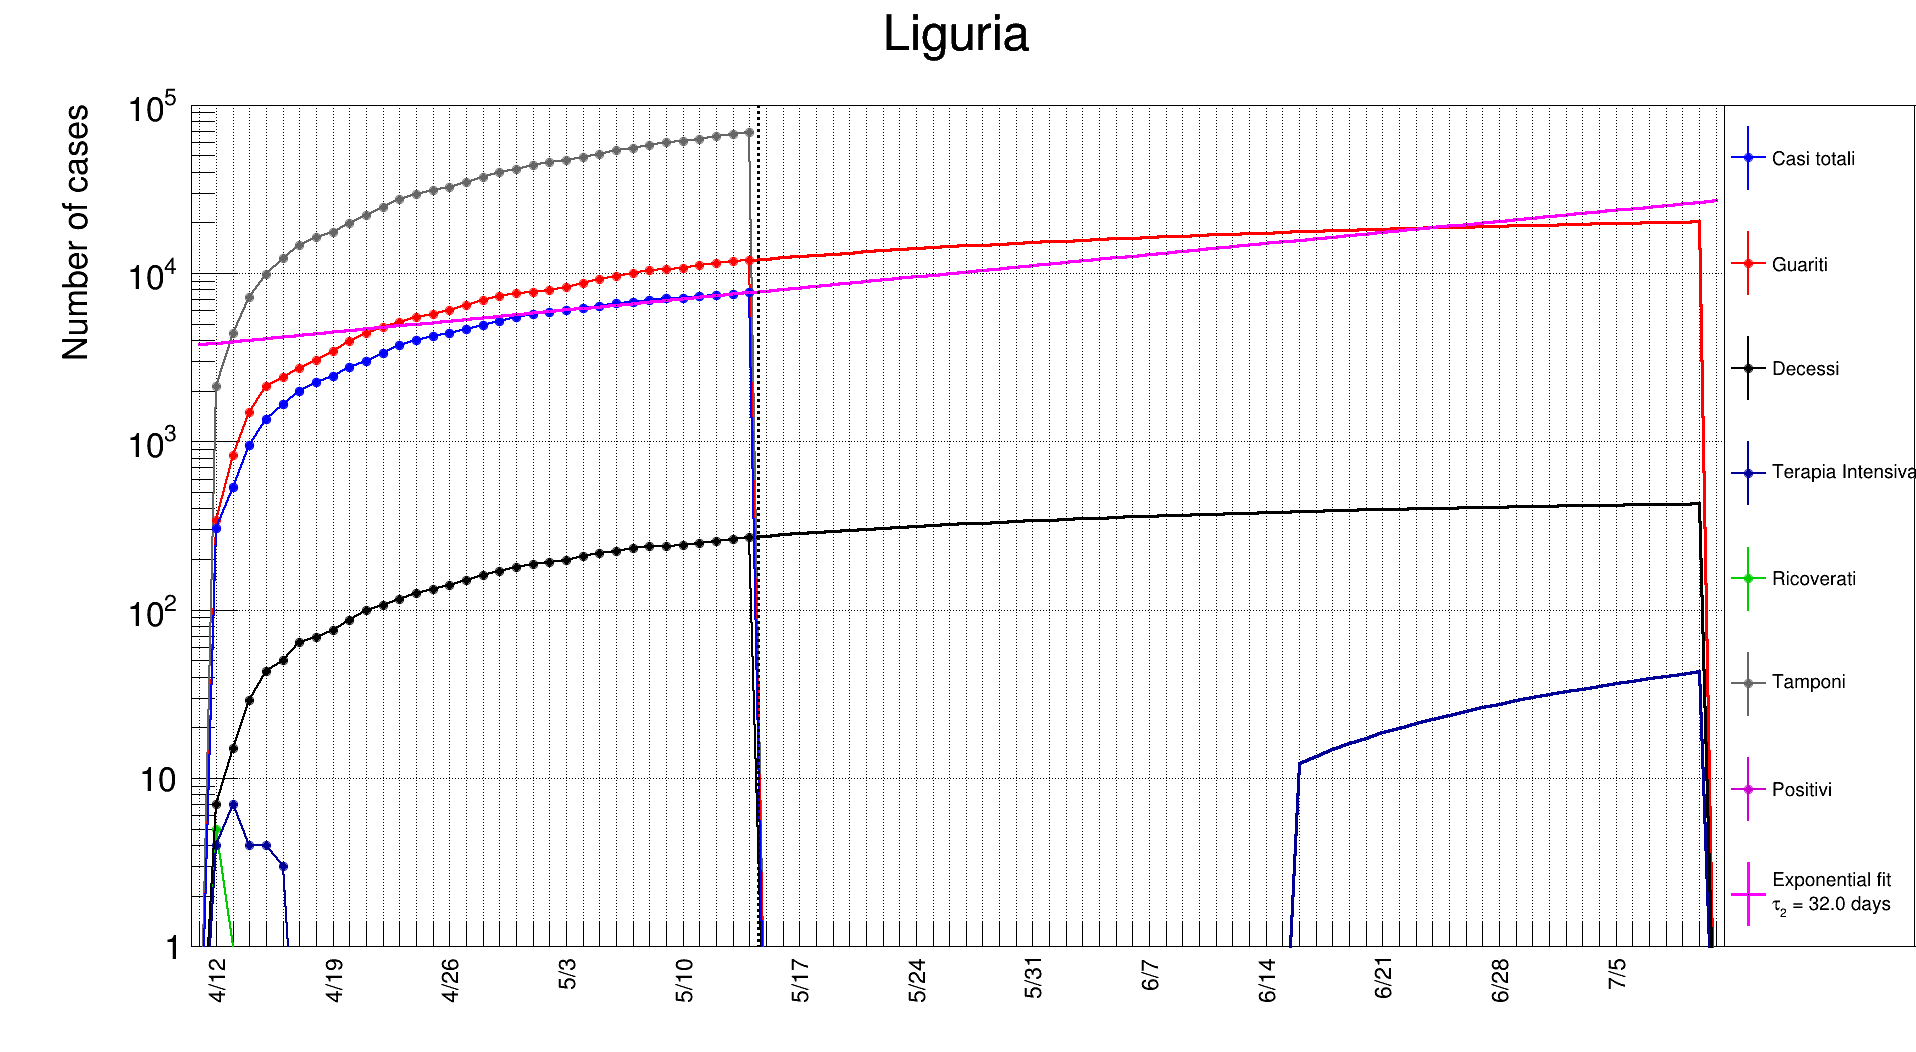 Liguria
Number of cases
10^5
10^4
10^3
10^2
10
1
4/12
4/19
4/26
5/3
5/10
5/17
5/24
5/31
6/7
6/14
6/21
6/28
7/5
Casi totali
Guariti
Decessi
Terapia Intensiva
Ricoverati
Tamponi
Positivi
Exponential fit
τ₂ = 32.0 days